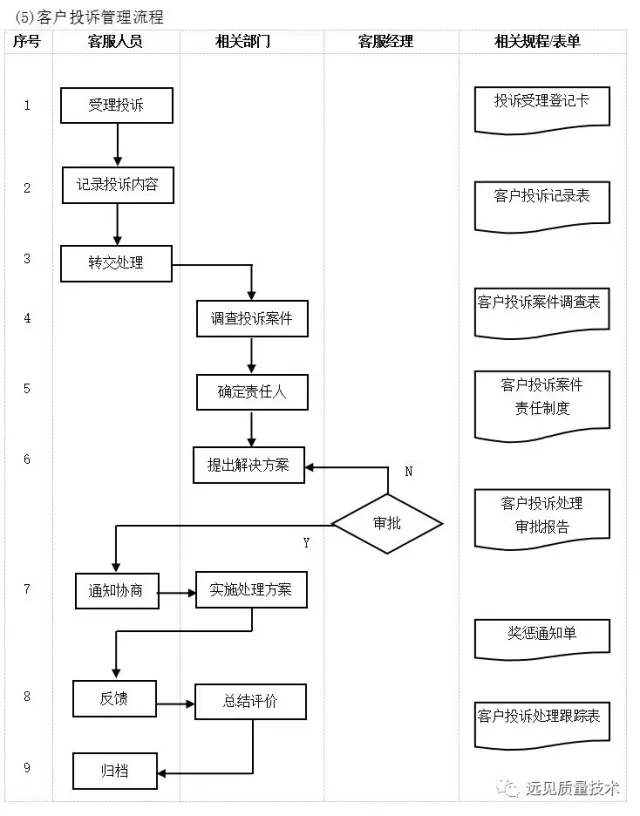 (5)客户投诉管理流程
序号 客服人员 相关部门 客服经理 相关规程/表单
1 受理投诉 投诉受理登记卡
2 记录投诉内容 客户投诉记录表
3 转交处理
4 调查投诉案件 客户投诉案件调查表
5 确定责任人 客户投诉案件
责任制度
6 提出解决方案 N
审批 客户投诉处理
审批报告
Y
7 通知协商 实施处理方案
奖惩通知单
8 反馈 总结评价 客户投诉处理跟踪表
9 归档
远见质量技术